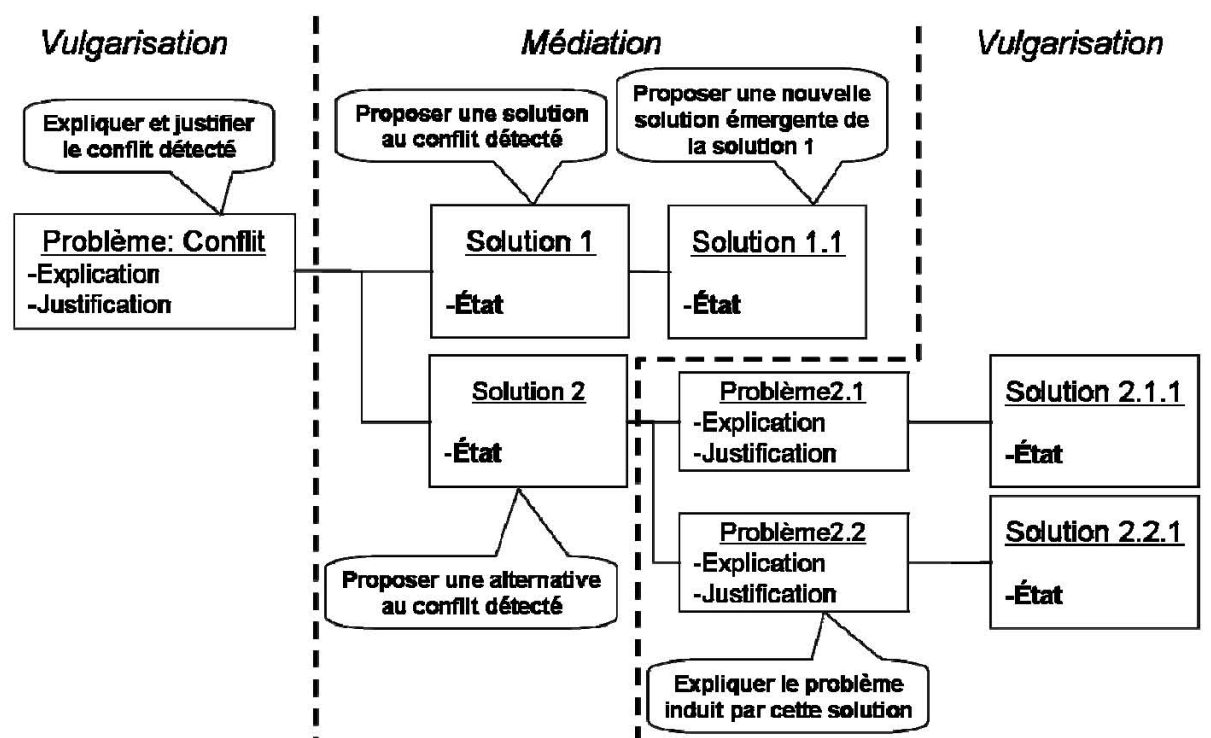 Vulgarisation
Médiation
Vulgarisation
Expliquer et justifier
le conflit détecté
Proposer une solution
au conflit détecté
Proposer une nouvelle
solution émergente de
la solution 1
Problème: Conflit
-Explication
-Justification
Solution 1
-État
Solution 1.1
-État
Solution 2
-État
Problème2.1
-Explication
-Justification
Solution 2.1.1
-État
Problème2.2
-Explication
-Justification
Solution 2.2.1
-État
Proposer une alternative
au conflit détecté
Expliquer le problème
induit par cette solution